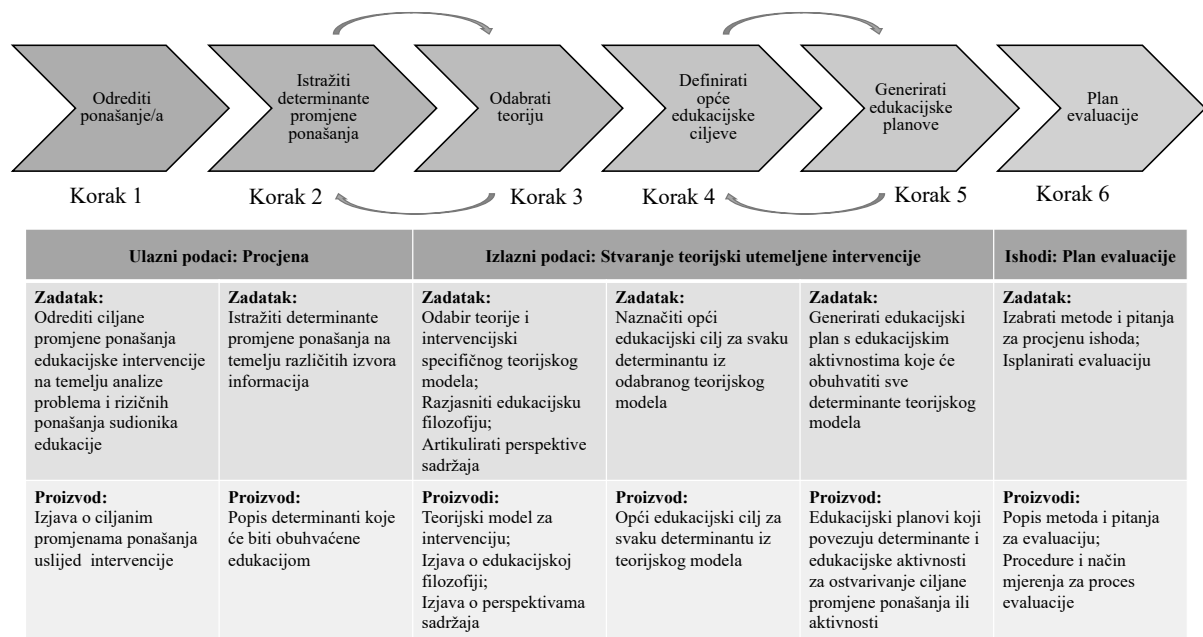 Odrediti
ponašanje/a
Istražiti
determinante
promjene
ponašanja
Odabrati
teoriju
Definirati
opće
edukacijske
ciljeve
Generirati
edukacijske
planove
Plan
evaluacije
Korak 1
Korak 2
Korak 3
Korak 4
Korak 5
Korak 6
Ulazni podaci: Procjena
Izlazni podaci: Stvaranje teorijski utemeljene intervencije
Ishodi: Plan evaluacije
Zadatak:
Odrediti ciljane
promjene ponašanja
edukacijske intervencije
na temelju analize
problema i rizičnih
ponašanja sudionika
edukacije
Zadatak:
Istražiti determinante
promjene ponašanja na
temelju različitih izvora
informacija
Zadatak:
Odabir teorije i
intervencijski
specifičnog teorijskog
modela;
Razjasniti edukacijsku
filozofiju;
Artikulirati perspektive
sadržaja
Zadatak:
Naznačiti opći
edukacijski cilj za svaku
determinantu iz
odabranog teorijskog
modela
Zadatak:
Generirati edukacijski
plan s edukacijskim
aktivnostima koje će
obuhvatiti sve
determinante teorijskog
modela
Zadatak:
Izabrati metode i pitanja
za procjenu ishoda;
Isplanirati evaluaciju
Proizvod:
Izjava o ciljanim
promjenama ponašanja
uslijed intervencije
Proizvod:
Popis determinanti koje
će biti obuhvaćene
edukacijom
Proizvodi:
Teorijski model za
intervenciju;
Izjava o edukacijskoj
filozofiji;
Izjava o perspektivama
sadržaja
Proizvod:
Opći edukacijski cilj za
svaku determinantu iz
teorijskog modela
Proizvod:
Edukacijski planovi koji
povezuju determinante i
edukacijske aktivnosti
za ostvarivanje ciljane
promjene ponašanja ili
aktivnosti
Proizvodi:
Popis metoda i pitanja
za evaluaciju;
Procedure i način
mjerenja za proces
evaluacije